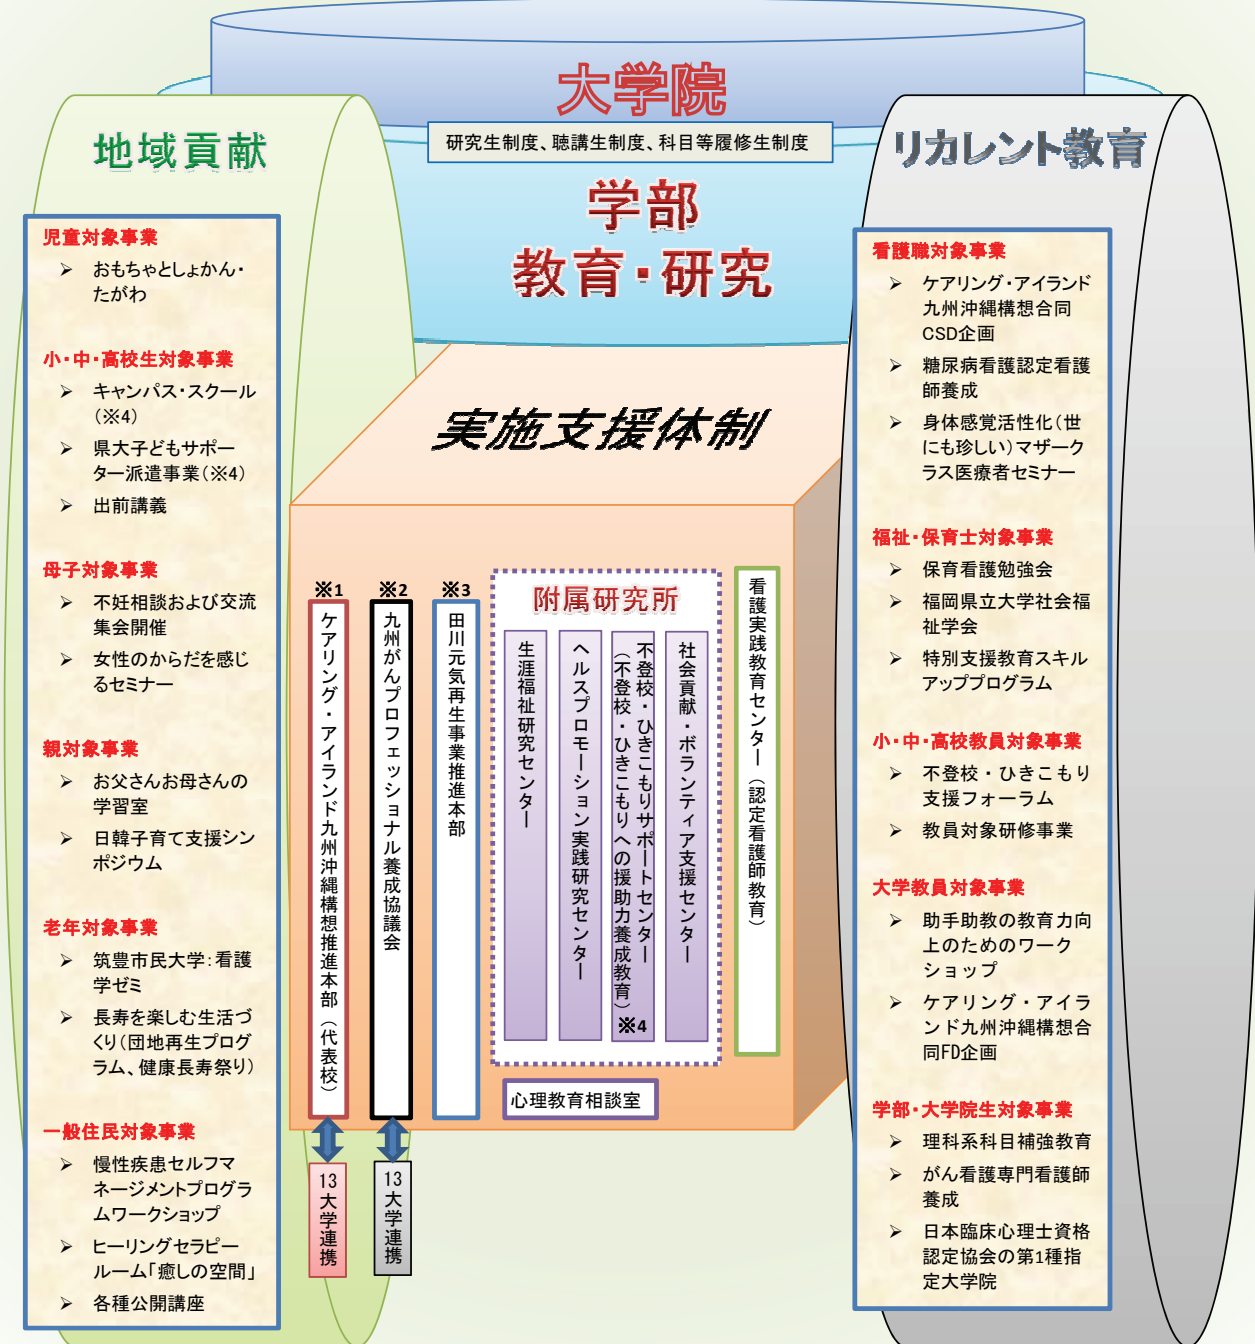 大学院
研究生制度、聴講生制度、科目等履修生制度
学部
教育・研究
地域貢献
児童対象事業
➢ おもちゃとしょかん・
たがわ
小・中・高校生対象事業
➢ キャンパス・スクール
(※4)
➢ 県大子どもサポー
ター派遣事業(※4)
➢ 出前講義
母子対象事業
➢ 不妊相談および交流
集会開催
➢ 女性のからだを感じ
るセミナー
親対象事業
➢ お父さんお母さんの
学習室
➢ 日韓子育て支援シン
ポジウム
老年対象事業
➢ 筑豊市民大学:看護
学ゼミ
➢ 長寿を楽しむ生活づ
くり(団地再生プログ
ラム、健康長寿祭り)
一般住民対象事業
➢ 慢性疾患セルフマ
ネージメントプログラ
ムワークショップ
➢ ヒーリングセラピー
ルーム「癒しの空間」
➢ 各種公開講座
実施支援体制
※1
ケアリング・アイランド九州沖縄構想推進本部(代表校)
13大学連携
※2
九州がんプロフェッショナル養成協議会
13大学連携
※3
田川元気再生事業推進本部
附属研究所
生涯福祉研究センター
ヘルスプロモーション実践研究センター
不登校・ひきこもりサポートセンター
(不登校・ひきこもりへの援助力養成教育)※4
社会貢献・ボランティア支援センター
心理教育相談室
看護実践教育センター(認定看護師教育)
リカレント教育
看護職対象事業
➢ ケアリング・アイランド
九州沖縄構想合同
CSD企画
➢ 糖尿病看護認定看護
師養成
➢ 身体感覚活性化(世
にも珍しい)マザーク
ラス医療者セミナー
福祉・保育士対象事業
➢ 保育看護勉強会
➢ 福岡県立大学社会福
祉学会
➢ 特別支援教育スキル
アッププログラム
小・中・高校教員対象事業
➢ 不登校・ひきこもり
支援フォーラム
➢ 教員対象研修事業
大学教員対象事業
➢ 助手助教の教育力向
上のためのワーク
ショップ
➢ ケアリング・アイラ
ンド九州沖縄構想合
同FD企画
学部・大学院生対象事業
➢ 理科系科目補強教育
➢ がん看護専門看護師
養成
➢ 日本臨床心理士資格
認定協会の第1種指
定大学院